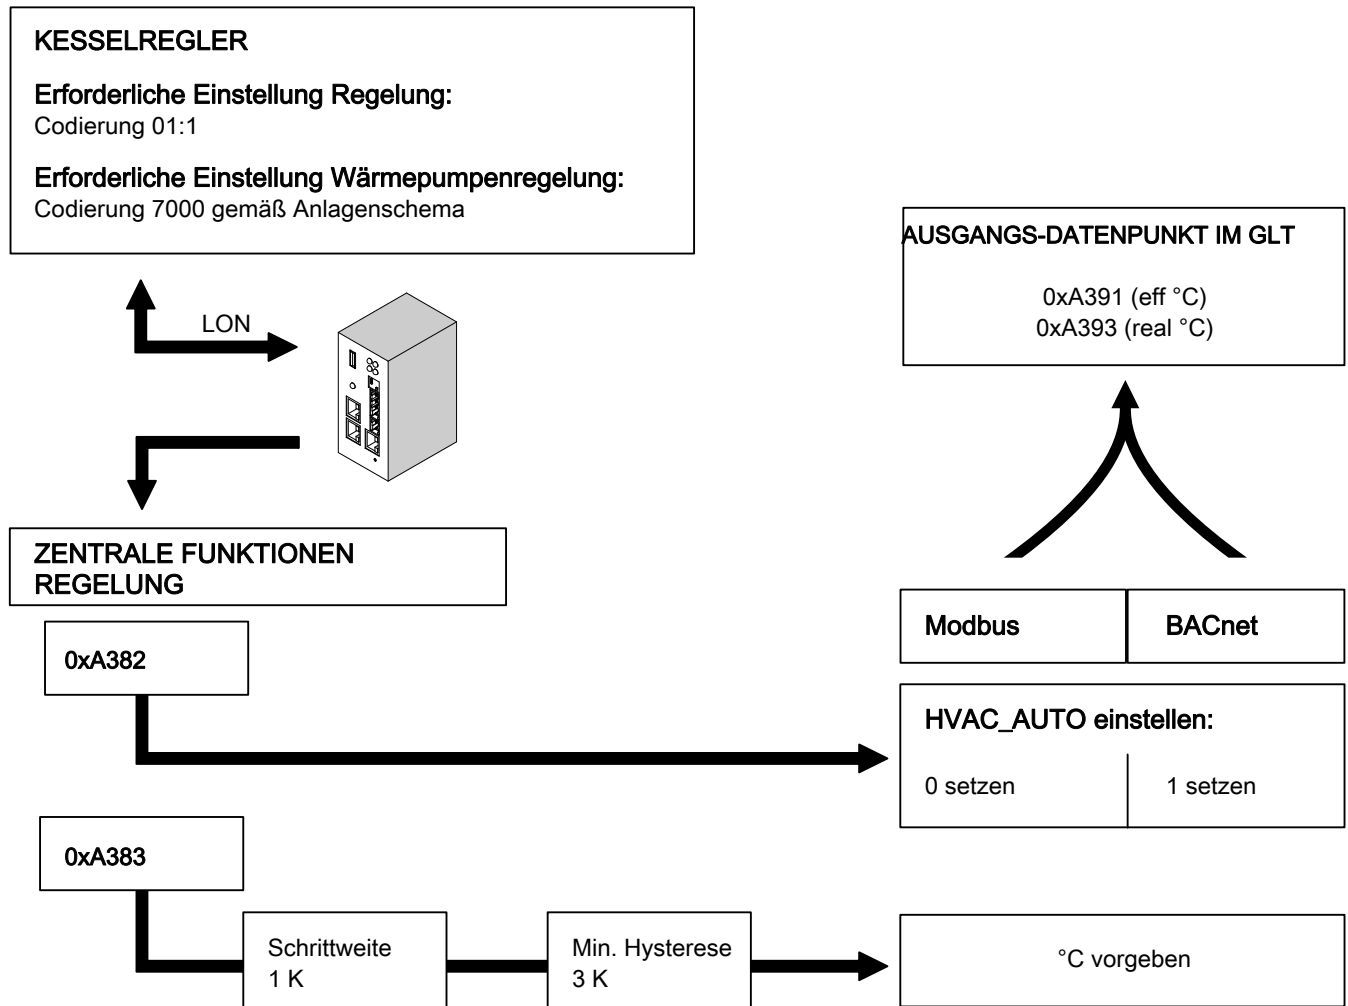 KESSELREGLER
Erforderliche Einstellung Regelung:
Codierung 01:1
Erforderliche Einstellung Wärmepumpenregelung:
Codierung 7000 gemäß Anlagenschema
LON
AUSGANGS-DATENPUNKT IM GLT
0xA391 (eff °C)
0xA393 (real °C)
ZENTRALE FUNKTIONEN
REGELUNG
Modbus
BACnet
0xA382
HVAC_AUTO einstellen:
0 setzen
1 setzen
0xA383
Schrittweite
1 K
Min. Hysterese
3 K
°C vorgeben